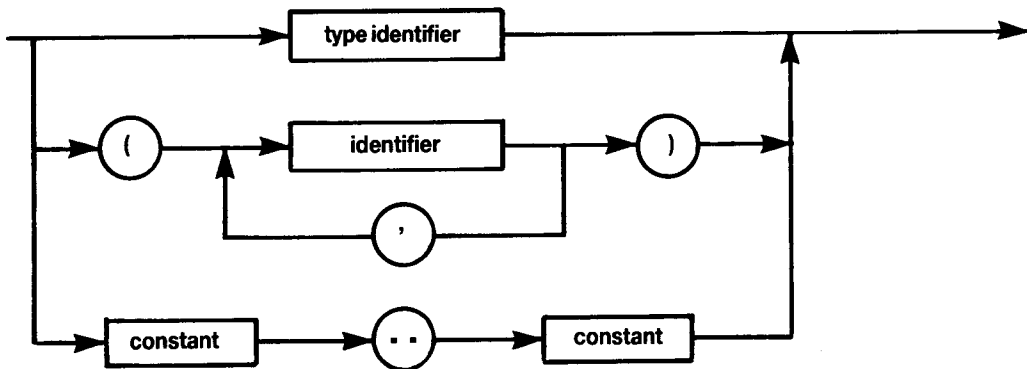 type identifier
( identifier )
,
constant .. constant